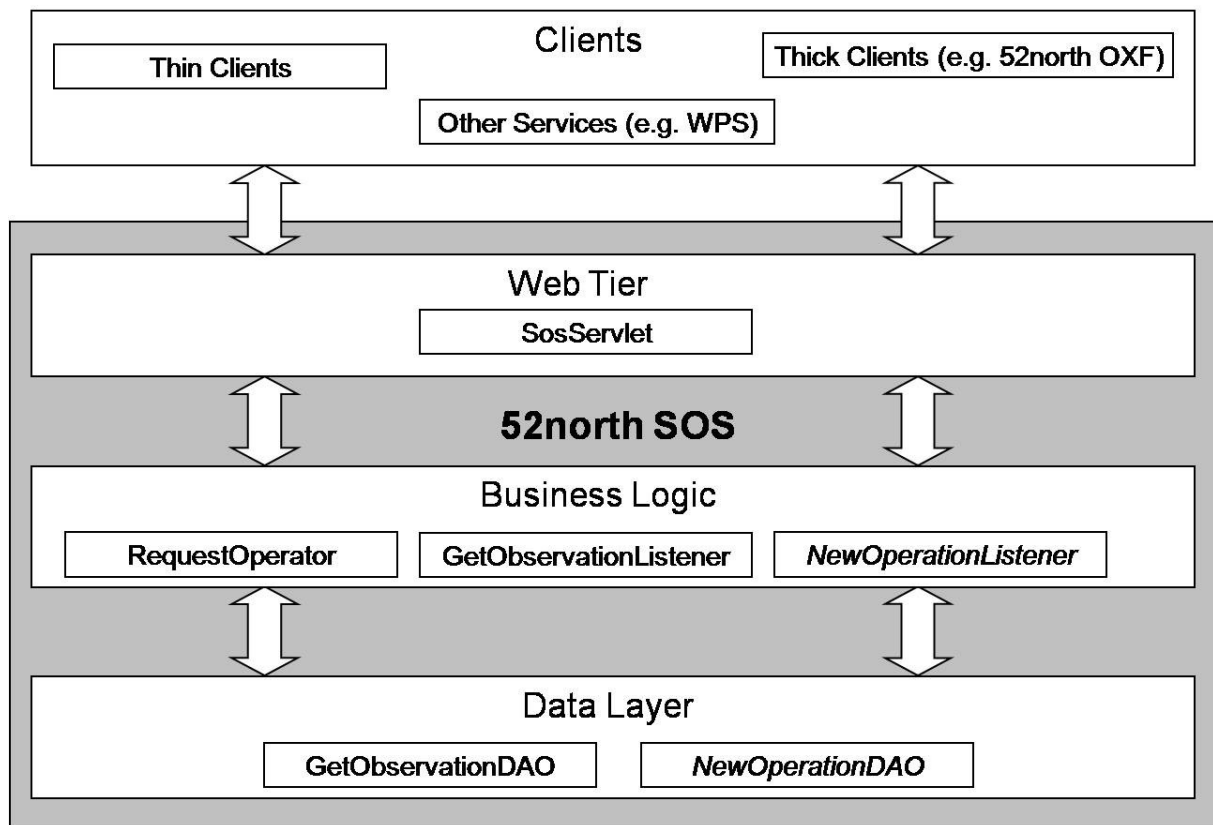 Clients
Thin Clients
Thick Clients (e.g. 52north OXF)
Other Services (e.g. WPS)
Web Tier
SosServlet
52north SOS
Business Logic
RequestOperator
GetObservationListener
NewOperationListener
Data Layer
GetObservationDAO
NewOperationDAO